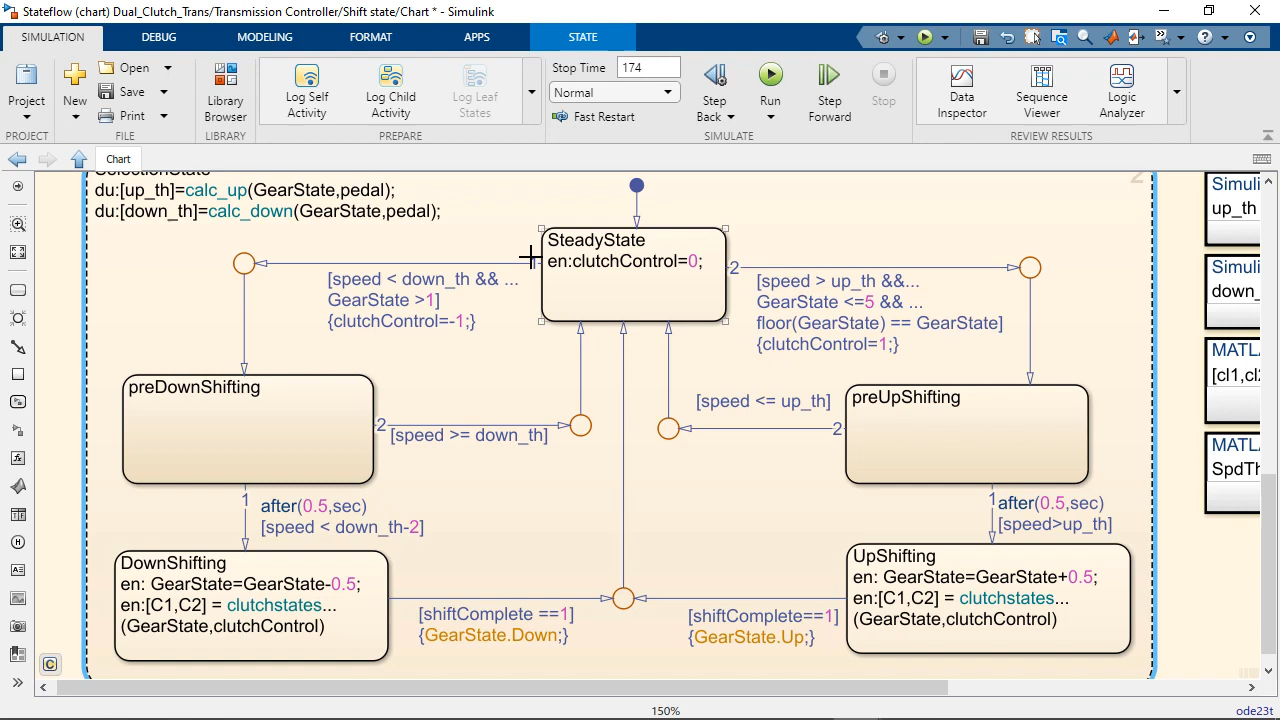 Stateflow (chart) Dual_Clutch_Trans/Transmission Controller/Shift state/Chart * - Simulink
SIMULATION
DEBUG
MODELING
FORMAT
APPS
STATE
Project
New
Open
Save
Print
Library
Browser
Log Self
Activity
Log Child
Activity
Log Leaf
States
Stop Time
174
Normal
Fast Restart
Step
Back
Run
Step
Forward
Stop
Data
Inspector
Sequence
Viewer
Logic
Analyzer
PROJECT
FILE
LIBRARY
PREPARE
SIMULATE
REVIEW RESULTS
Chart
SelectionState
du:[up_th]=calc_up(GearState,pedal);
du:[down_th]=calc_down(GearState,pedal);
2
SteadyState
en:clutchControl=0;
1
[speed < down_th && ...
GearState >1]
{clutchControl=-1;}
2
[speed > up_th &&...
GearState <=5 && ...
floor(GearState) == GearState]
{clutchControl=1;}
preDownShifting
2
[speed >= down_th]
[speed <= up_th]
2
preUpShifting
1
after(0.5,sec)
[speed < down_th-2]
1
after(0.5,sec)
[speed>up_th]
DownShifting
en: GearState=GearState-0.5;
en:[C1,C2] = clutchstates...
(GearState,clutchControl)
[shiftComplete ==1]
{GearState.Down;}
[shiftComplete==1]
{GearState.Up;}
UpShifting
en: GearState=GearState+0.5;
en:[C1,C2] = clutchstates...
(GearState,clutchControl)
Simuli
up_th
Simuli
down_
MATL
[cl1,cl2
MATL
SpdTh
C
150%
ode23t